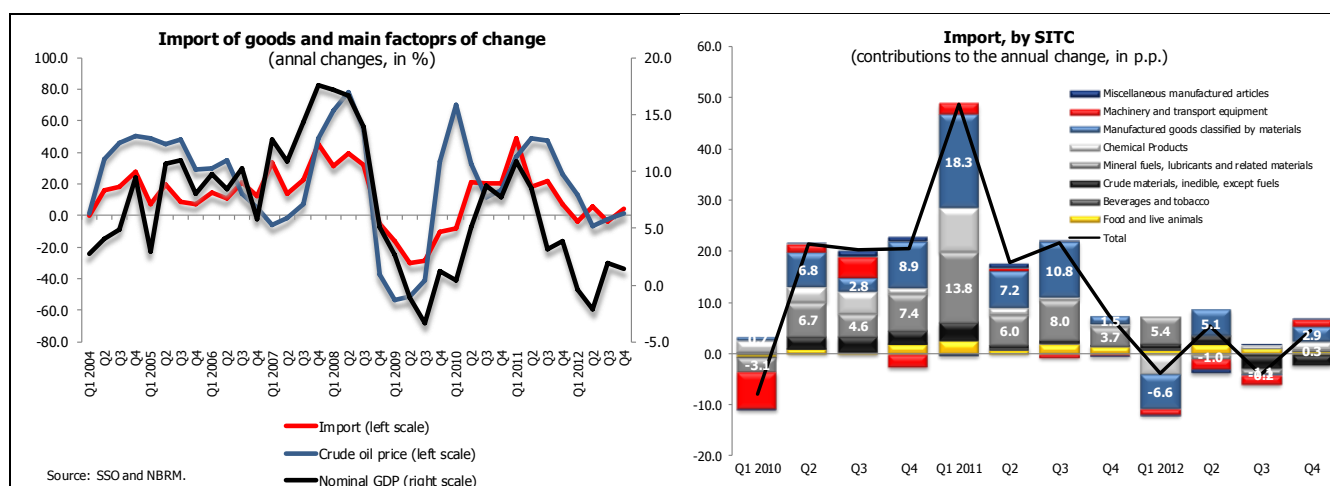 Import of goods and main factoprs of change
(annal changes, in %)
100.0
80.0
60.0
40.0
20.0
0.0
-20.0
-40.0
-60.0
-80.0
20.0
15.0
10.0
5.0
0.0
-5.0
Q1 2004
Q2
Q3
Q4
Q1 2005
Q2
Q3
Q4
Q1 2006
Q2
Q3
Q4
Q1 2007
Q2
Q3
Q4
Q1 2008
Q2
Q3
Q4
Q1 2009
Q2
Q3
Q4
Q1 2010
Q2
Q3
Q4
Q1 2011
Q2
Q3
Q4
Q1 2012
Q2
Q3
Q4
Import (left scale)
Crude oil price (left scale)
Nominal GDP (right scale)
Source: SSO and NBRM.
Import, by SITC
(contributions to the annual change, in p.p.)
60.0
50.0
40.0
30.0
20.0
10.0
0.0
-10.0
-20.0
Miscellaneous manufactured articles
Machinery and transport equipment
Manufactured goods classified by materials
Chemical Products
Mineral fuels, lubricants and related materials
Crude materials, inedible, except fuels
Beverages and tobacco
Food and live animals
Total
0.7
-3.1
6.8
6.7
2.8
4.6
8.9
7.4
18.3
13.8
7.2
6.0
10.8
8.0
1.5
3.7
5.4
-6.6
5.1
-1.0
2.9
0.3
Q1 2010
Q2
Q3
Q4
Q1 2011
Q2
Q3
Q4
Q1 2012
Q2
Q3
Q4